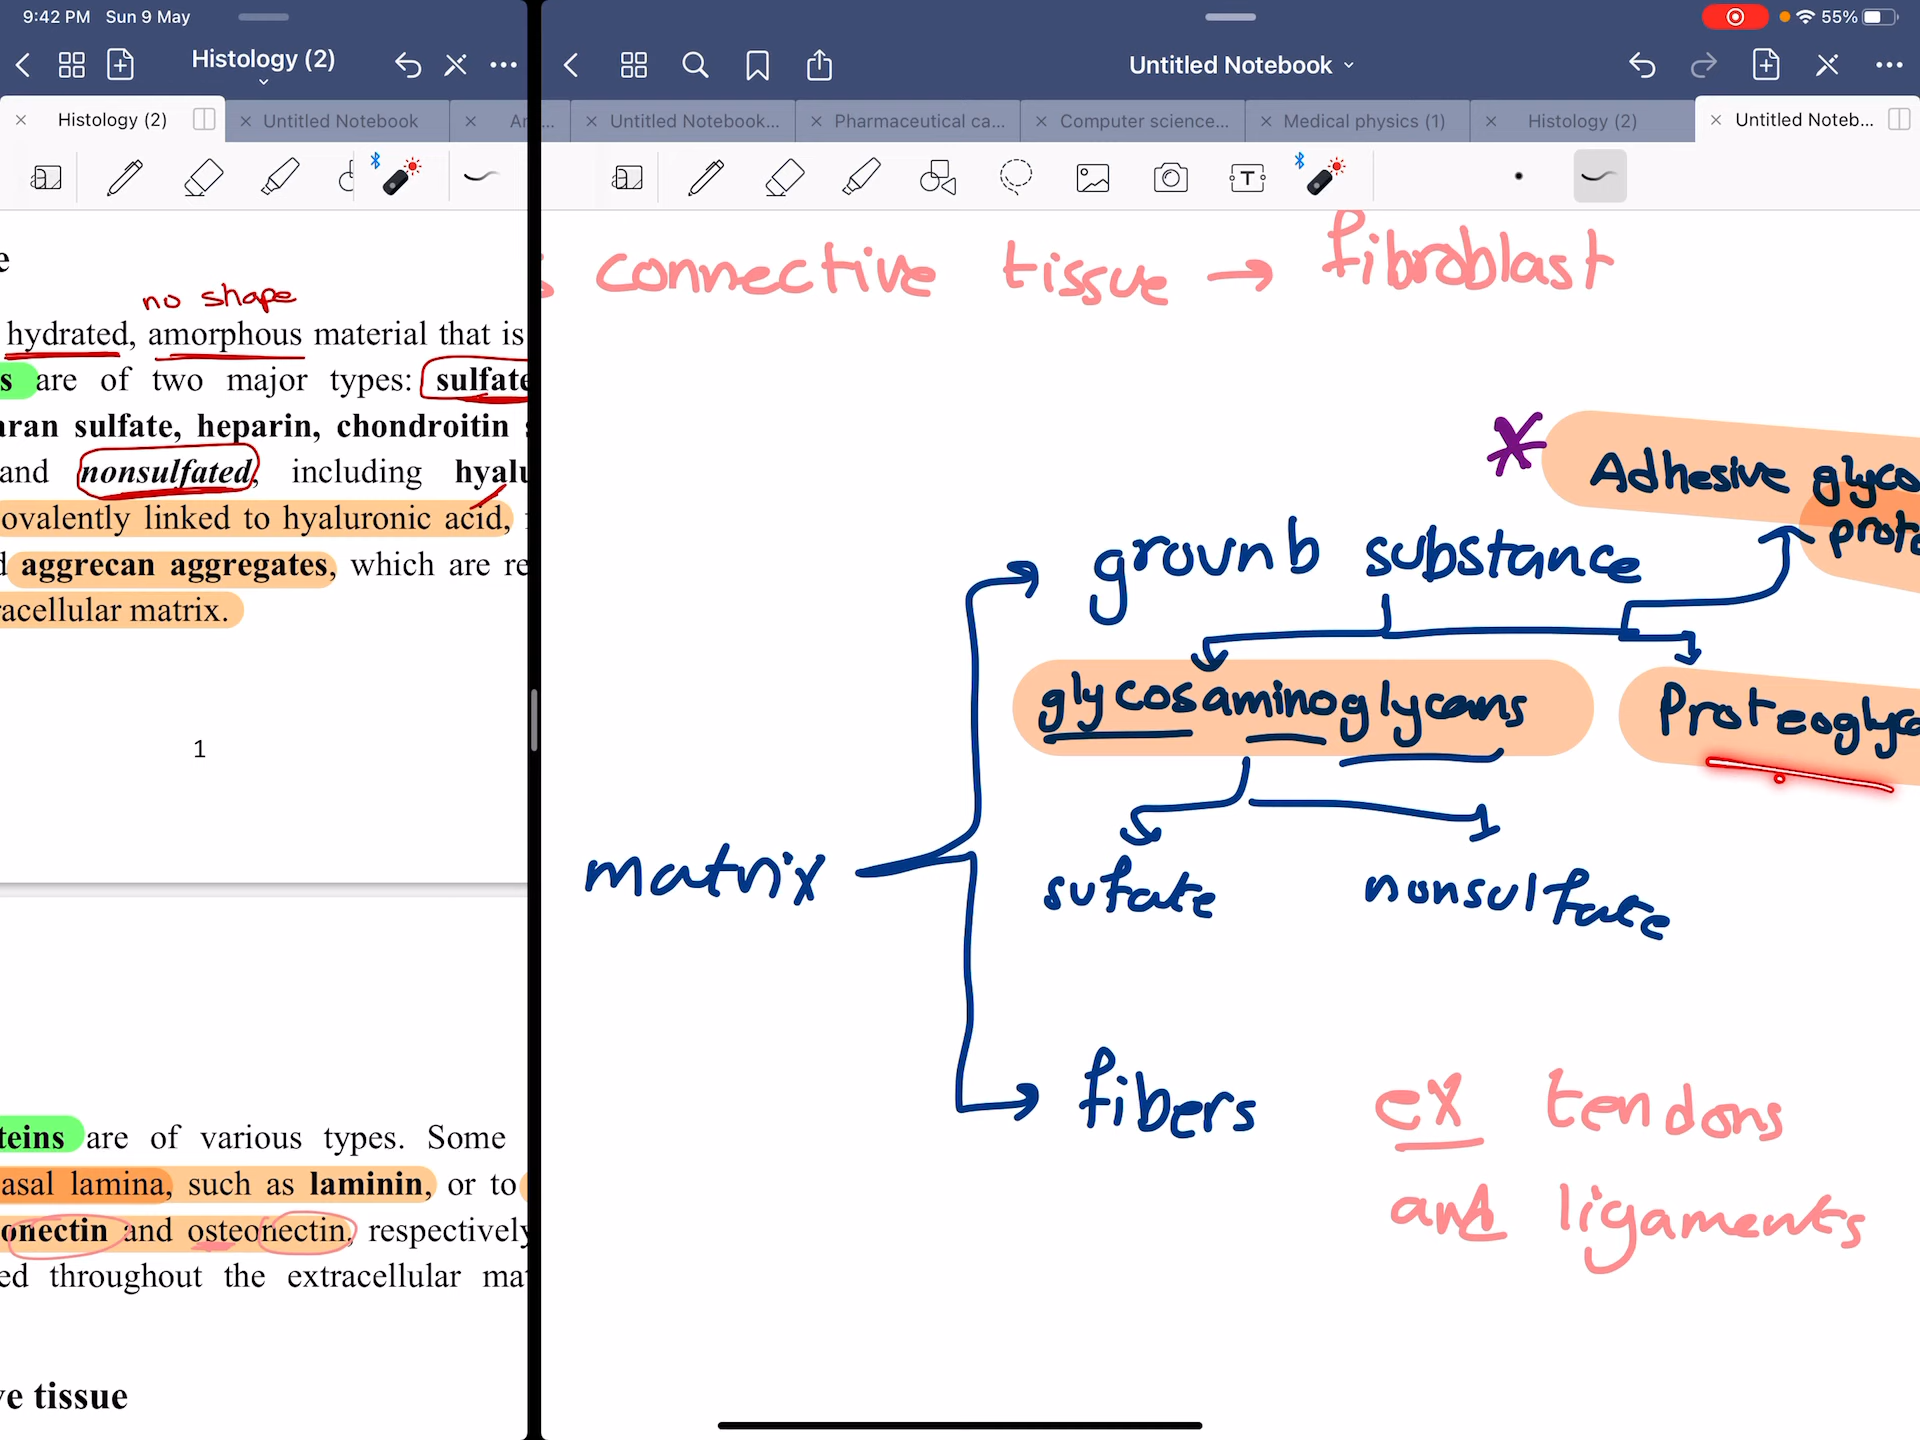 9:42 PM Sun 9 May
55%
Histology (2)
Untitled Notebook
Histology (2)
Untitled Notebook
Untitled Notebook...
Pharmaceutical ca...
Computer science...
Medical physics (1)
Histology (2)
Untitled Noteb...
e
no shape
hydrated, amorphous material that is
s are of two major types: sulfate
aran sulfate, heparin, chondroitin
and nonsulfated, including hyalu
ovalently linked to hyaluronic acid,
d aggrecan aggregates, which are re
racellular matrix.
1
teins are of various types. Some
asal lamina, such as laminin, or to
onectin and osteonectin, respectively
ed throughout the extracellular ma
ve tissue
s connective tissue → fibroblast
* Adhesive glyco
prote
grounb substance
glycosaminoglycans
Proteoglyca
matrix
sufate
nonsulfate
fibers
ex tendons
and ligaments